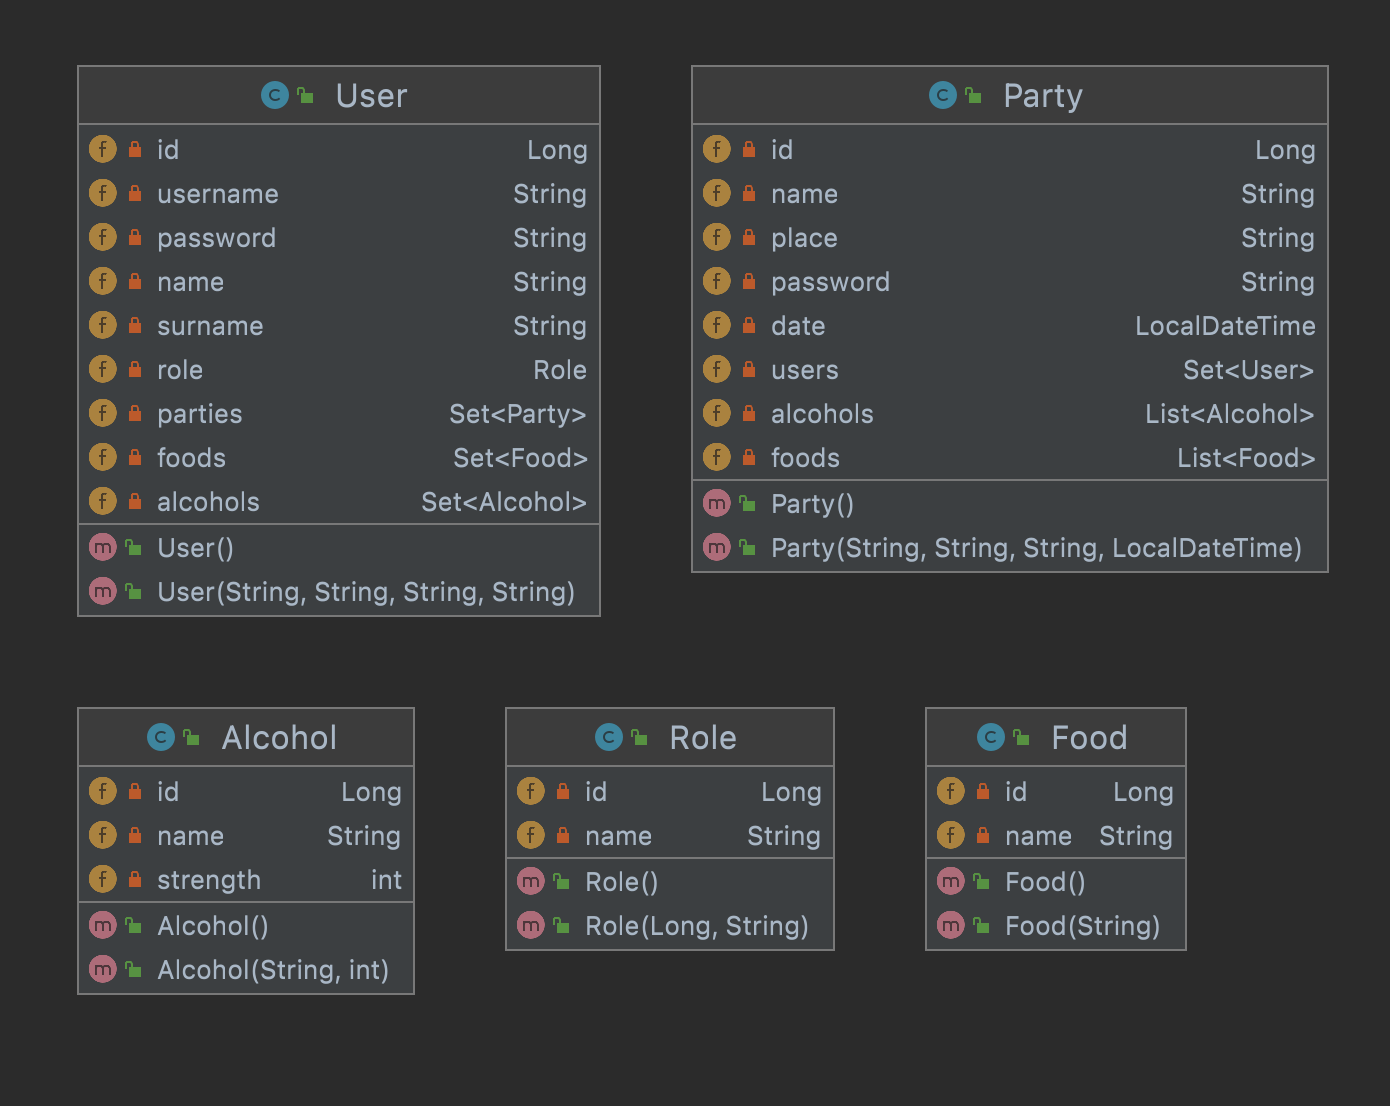 User
id Long
username String
password String
name String
surname String
role Role
parties Set<Party>
foods Set<Food>
alcohols Set<Alcohol>
User()
User(String, String, String, String)
Party
id Long
name String
place String
password String
date LocalDateTime
users Set<User>
alcohols List<Alcohol>
foods List<Food>
Party()
Party(String, String, String, LocalDateTime)
Alcohol
id Long
name String
strength int
Alcohol()
Alcohol(String, int)
Role
id Long
name String
Role()
Role(Long, String)
Food
id Long
name String
Food()
Food(String)